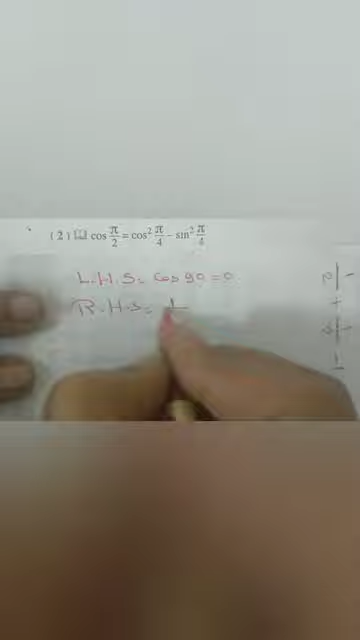 (2) 🕮 cos π/2 = cos² π/4 − sin² π/4
L.H.S = cos 90 = 0
R.H.S =